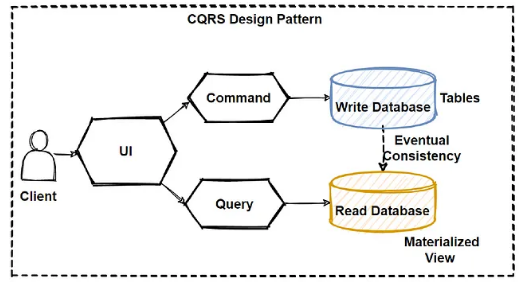 CQRS Design Pattern
Command
Write Database
Tables
UI
Eventual
Consistency
Client
Query
Read Database
Materialized
View